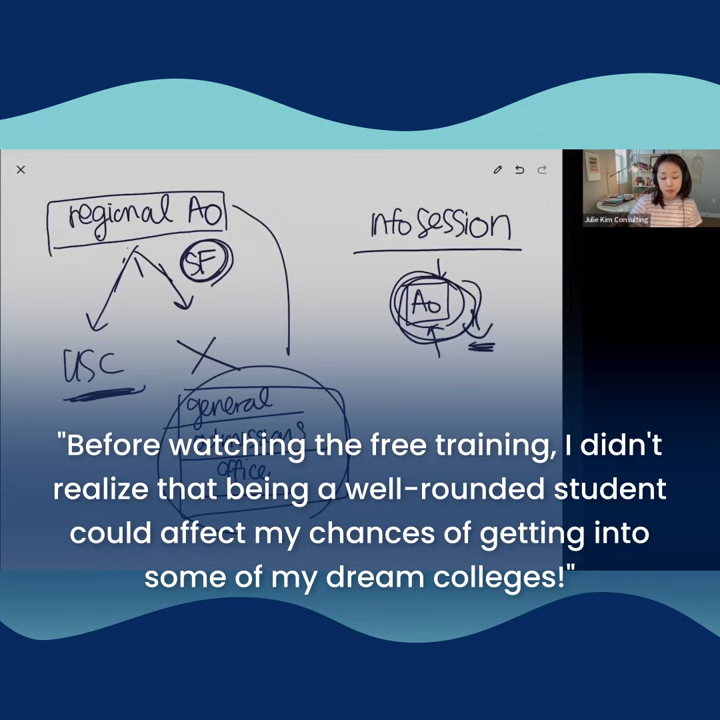 regional AO
SF
USC
general
admissions
office
Info Session
AO
Julie Kim Consulting
"Before watching the free training, I didn't
realize that being a well-rounded student
could affect my chances of getting into
some of my dream colleges!"